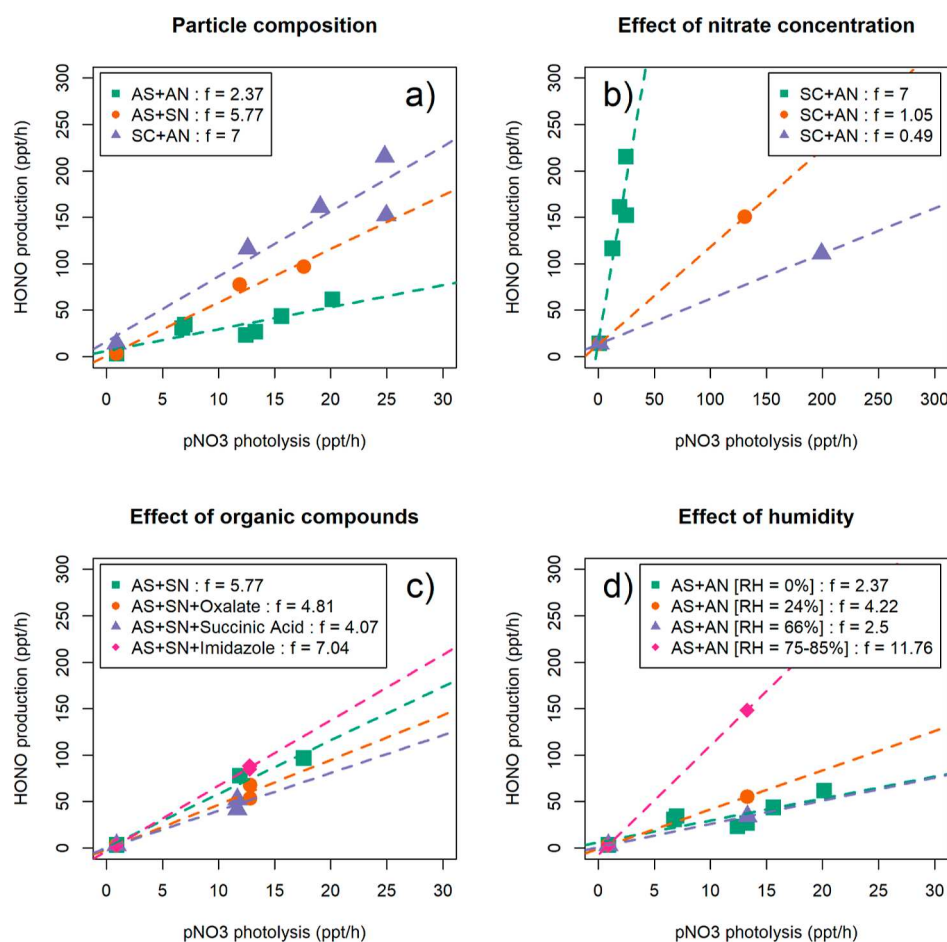 Particle composition
a)
AS+AN : f = 2.37
AS+SN : f = 5.77
SC+AN : f = 7
HONO production (ppt/h)
300
250
200
150
100
50
0
0 5 10 15 20 25 30
pNO3 photolysis (ppt/h)
Effect of nitrate concentration
b)
SC+AN : f = 7
SC+AN : f = 1.05
SC+AN : f = 0.49
HONO production (ppt/h)
300
250
200
150
100
50
0
0 50 100 150 200 250 300
pNO3 photolysis (ppt/h)
Effect of organic compounds
c)
AS+SN : f = 5.77
AS+SN+Oxalate : f = 4.81
AS+SN+Succinic Acid : f = 4.07
AS+SN+Imidazole : f = 7.04
HONO production (ppt/h)
300
250
200
150
100
50
0
0 5 10 15 20 25 30
pNO3 photolysis (ppt/h)
Effect of humidity
d)
AS+AN [RH = 0%] : f = 2.37
AS+AN [RH = 24%] : f = 4.22
AS+AN [RH = 66%] : f = 2.5
AS+AN [RH = 75-85%] : f = 11.76
HONO production (ppt/h)
300
250
200
150
100
50
0
0 5 10 15 20 25 30
pNO3 photolysis (ppt/h)